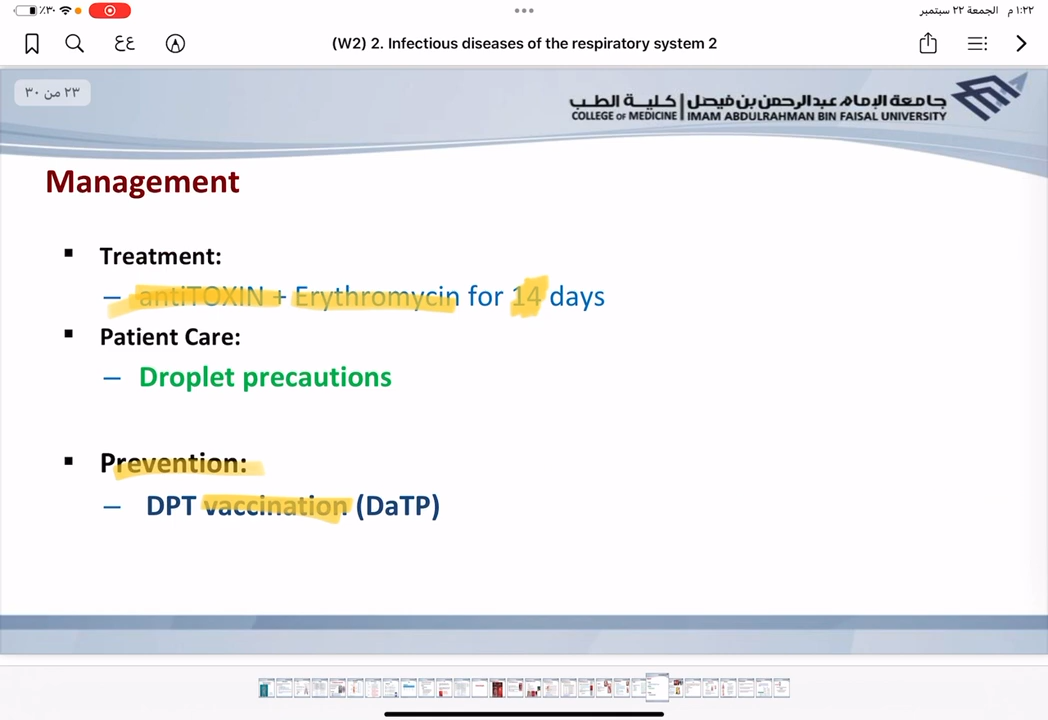 ١:٢٢ م الجمعة ٢٢ سبتمبر
٪٣٠
(W2) 2. Infectious diseases of the respiratory system 2
ع ع
٢٣ من ٣٠
جامعة الإمام عبدالرحمن بن فيصل | كلية الطب
COLLEGE OF MEDICINE | IMAM ABDULRAHMAN BIN FAISAL UNIVERSITY
Management
Treatment:
– antiTOXIN + Erythromycin for 14 days
Patient Care:
– Droplet precautions
Prevention:
– DPT vaccination (DaTP)